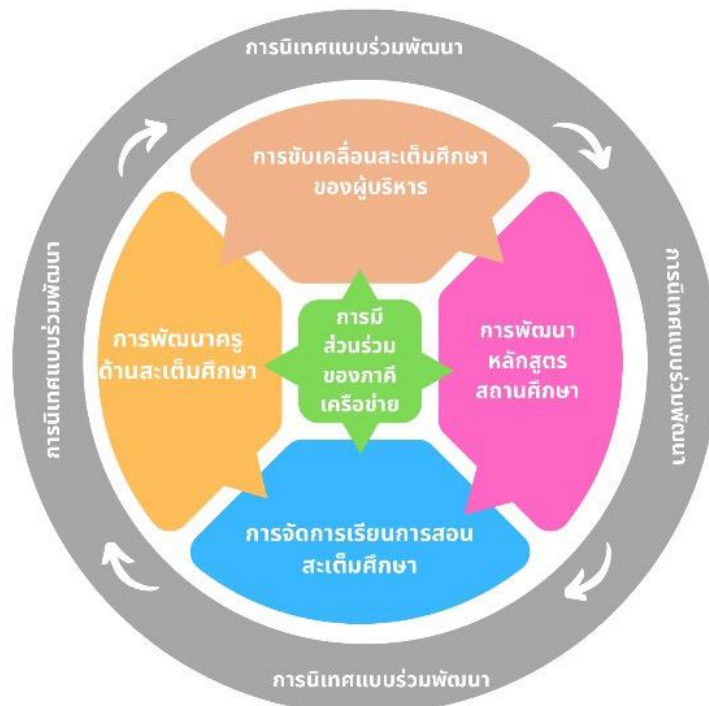 การนิเทศแบบร่วมพัฒนา
การขับเคลื่อนสะเต็มศึกษา
ของผู้บริหาร
การนิเทศแบบร่วมพัฒนา
การพัฒนาครู
ด้านสะเต็มศึกษา
การมี
ส่วนร่วม
ของภาคี
เครือข่าย
การพัฒนา
หลักสูตร
สถานศึกษา
การนิเทศแบบร่วมพัฒนา
การจัดการเรียนการสอน
สะเต็มศึกษา
การนิเทศแบบร่วมพัฒนา